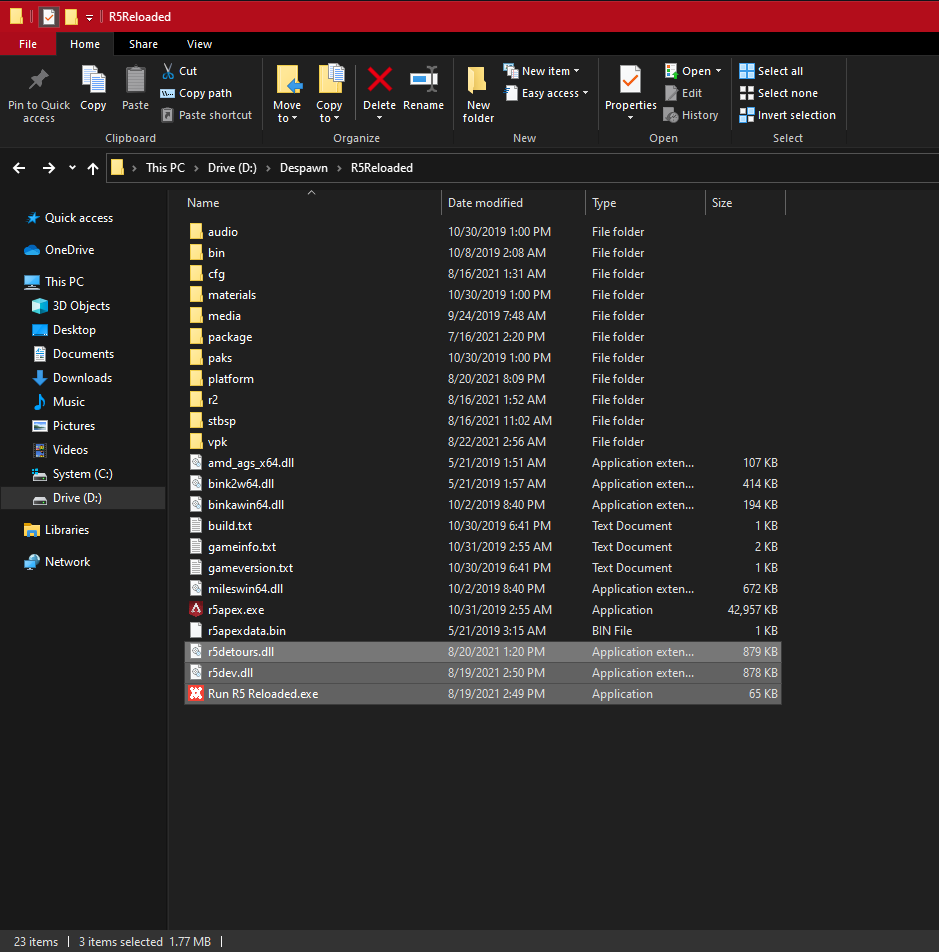 R5Reloaded
File Home Share View
Pin to Quick access
Copy
Paste
Cut
Copy path
Paste shortcut
Clipboard
Move to
Copy to
Delete
Rename
Organize
New folder
New item
Easy access
New
Properties
Open
Edit
History
Open
Select all
Select none
Invert selection
Select
This PC > Drive (D:) > Despawn > R5Reloaded
Quick access
OneDrive
This PC
3D Objects
Desktop
Documents
Downloads
Music
Pictures
Videos
System (C:)
Drive (D:)
Libraries
Network
Name Date modified Type Size
audio 10/30/2019 1:00 PM File folder
bin 10/8/2019 2:08 AM File folder
cfg 8/16/2021 1:31 AM File folder
materials 10/30/2019 1:00 PM File folder
media 9/24/2019 7:48 AM File folder
package 7/16/2021 2:20 PM File folder
paks 10/30/2019 1:00 PM File folder
platform 8/20/2021 8:09 PM File folder
r2 8/16/2021 1:52 AM File folder
stbsp 8/16/2021 11:02 AM File folder
vpk 8/22/2021 2:56 AM File folder
amd_ags_x64.dll 5/21/2019 1:51 AM Application exten... 107 KB
bink2w64.dll 5/21/2019 1:57 AM Application exten... 414 KB
binkawin64.dll 10/2/2019 8:40 PM Application exten... 194 KB
build.txt 10/30/2019 6:41 PM Text Document 1 KB
gameinfo.txt 10/31/2019 2:55 AM Text Document 2 KB
gameversion.txt 10/30/2019 6:41 PM Text Document 1 KB
mileswin64.dll 10/2/2019 8:40 PM Application exten... 672 KB
r5apex.exe 10/31/2019 2:55 AM Application 42,957 KB
r5apexdata.bin 5/21/2019 3:15 AM BIN File 1 KB
r5detours.dll 8/20/2021 1:20 PM Application exten... 879 KB
r5dev.dll 8/19/2021 2:50 PM Application exten... 878 KB
Run R5 Reloaded.exe 8/19/2021 2:49 PM Application 65 KB
23 items | 3 items selected 1.77 MB |